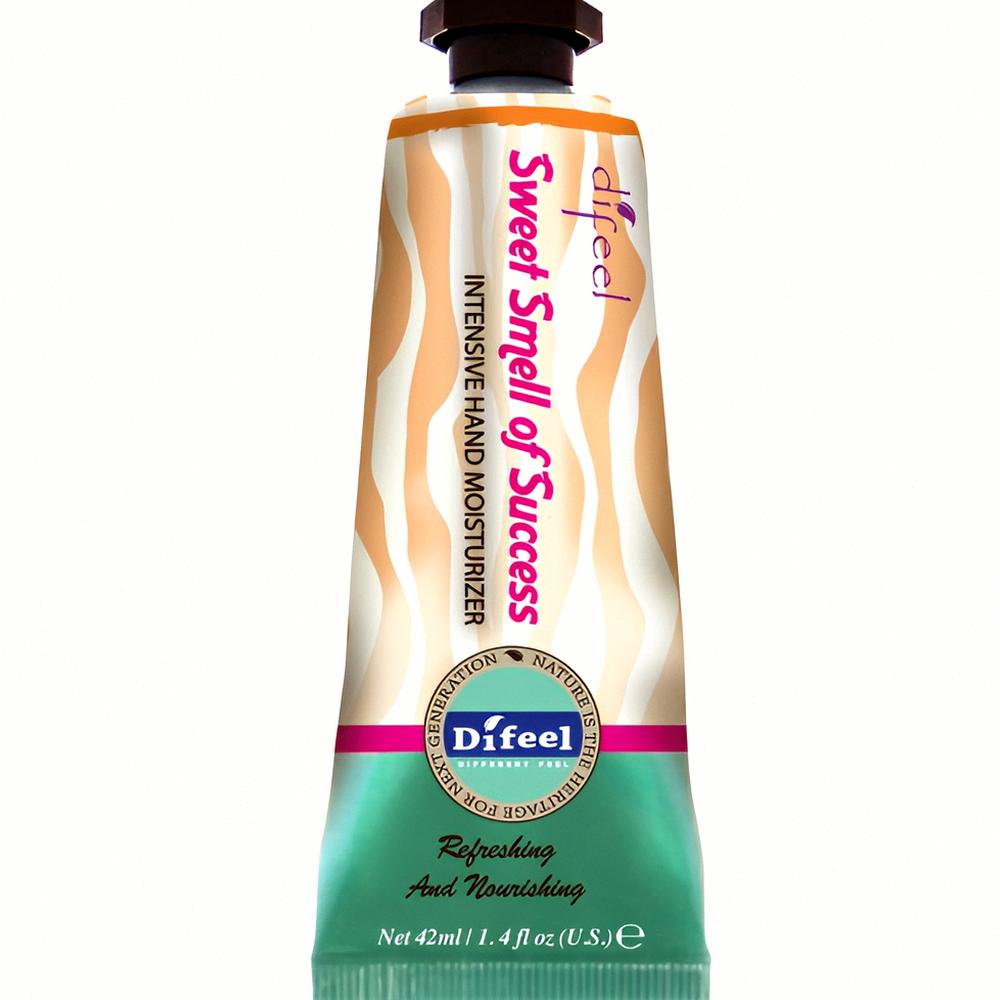 difeel
Sweet Smell of Success
INTENSIVE HAND MOISTURIZER
NATURE IS THE HERITAGE FOR NEXT GENERATION
Difeel
DIFFERENT FEEL
Refreshing
And Nourishing
Net 42ml / 1.4 fl oz (U.S.) ℮